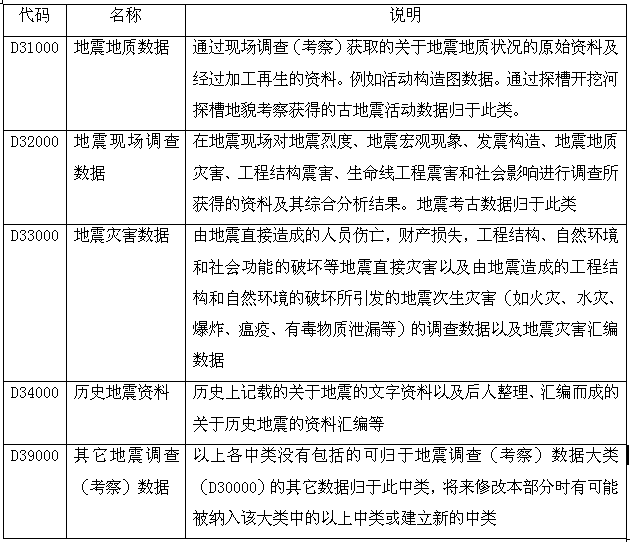 代码 名称 说明
D31000 地震地质数据 通过现场调查（考察）获取的关于地震地质状况的原始资料及
经过加工再生的资料。例如活动构造图数据。通过探槽开挖河
探槽地貌考察获得的古地震活动数据归于此类。
D32000 地震现场调查 在地震现场对地震烈度、地震宏观现象、发震构造、地震地质
数据 灾害、工程结构震害、生命线工程震害和社会影响进行调查所
获得的资料及其综合分析结果。地震考古数据归于此类
D33000 地震灾害数据 由地震直接造成的人员伤亡，财产损失，工程结构、自然环境
和社会功能的破坏等地震直接灾害以及由地震造成的工程结
构和自然环境的破坏所引发的地震次生灾害（如火灾、水灾、
爆炸、瘟疫、有毒物质泄漏等）的调查数据以及地震灾害汇编
数据
D34000 历史地震资料 历史上记载的关于地震的文字资料以及后人整理、汇编而成的
关于历史地震的资料汇编等
D39000 其它地震调查 以上各中类没有包括的可归于地震调查（考察）数据大类
（考察）数据 （D30000）的其它数据归于此中类，将来修改本部分时有可能
被纳入该大类中的以上中类或建立新的中类